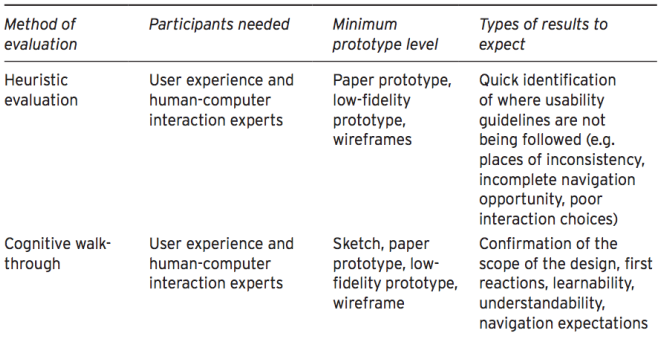 Method of evaluation Participants needed Minimum prototype level Types of results to expect
Heuristic evaluation
User experience and human-computer interaction experts
Paper prototype, low-fidelity prototype, wireframes
Quick identification of where usability guidelines are not being followed (e.g. places of inconsistency, incomplete navigation opportunity, poor interaction choices)
Cognitive walk-through
User experience and human-computer interaction experts
Sketch, paper prototype, low-fidelity prototype, wireframe
Confirmation of the scope of the design, first reactions, learnability, understandability, navigation expectations